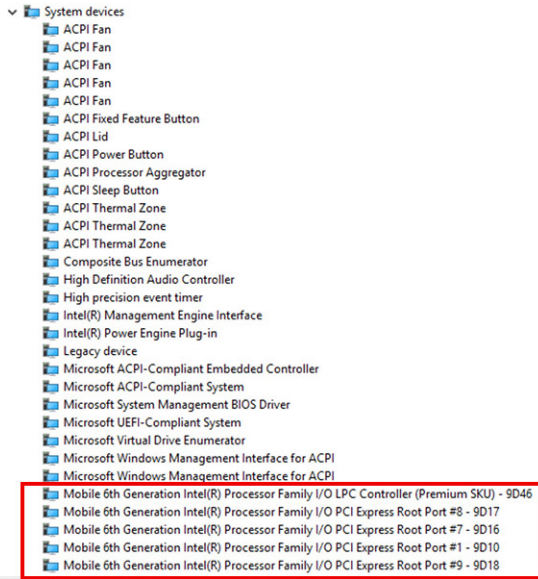 System devices
ACPI Fan
ACPI Fan
ACPI Fan
ACPI Fan
ACPI Fan
ACPI Fixed Feature Button
ACPI Lid
ACPI Power Button
ACPI Processor Aggregator
ACPI Sleep Button
ACPI Thermal Zone
ACPI Thermal Zone
ACPI Thermal Zone
Composite Bus Enumerator
High Definition Audio Controller
High precision event timer
Intel(R) Management Engine Interface
Intel(R) Power Engine Plug-in
Legacy device
Microsoft ACPI-Compliant Embedded Controller
Microsoft ACPI-Compliant System
Microsoft System Management BIOS Driver
Microsoft UEFI-Compliant System
Microsoft Virtual Drive Enumerator
Microsoft Windows Management Interface for ACPI
Microsoft Windows Management Interface for ACPI
Mobile 6th Generation Intel(R) Processor Family I/O LPC Controller (Premium SKU) - 9D46
Mobile 6th Generation Intel(R) Processor Family I/O PCI Express Root Port #8 - 9D17
Mobile 6th Generation Intel(R) Processor Family I/O PCI Express Root Port #7 - 9D16
Mobile 6th Generation Intel(R) Processor Family I/O PCI Express Root Port #1 - 9D10
Mobile 6th Generation Intel(R) Processor Family I/O PCI Express Root Port #9 - 9D18